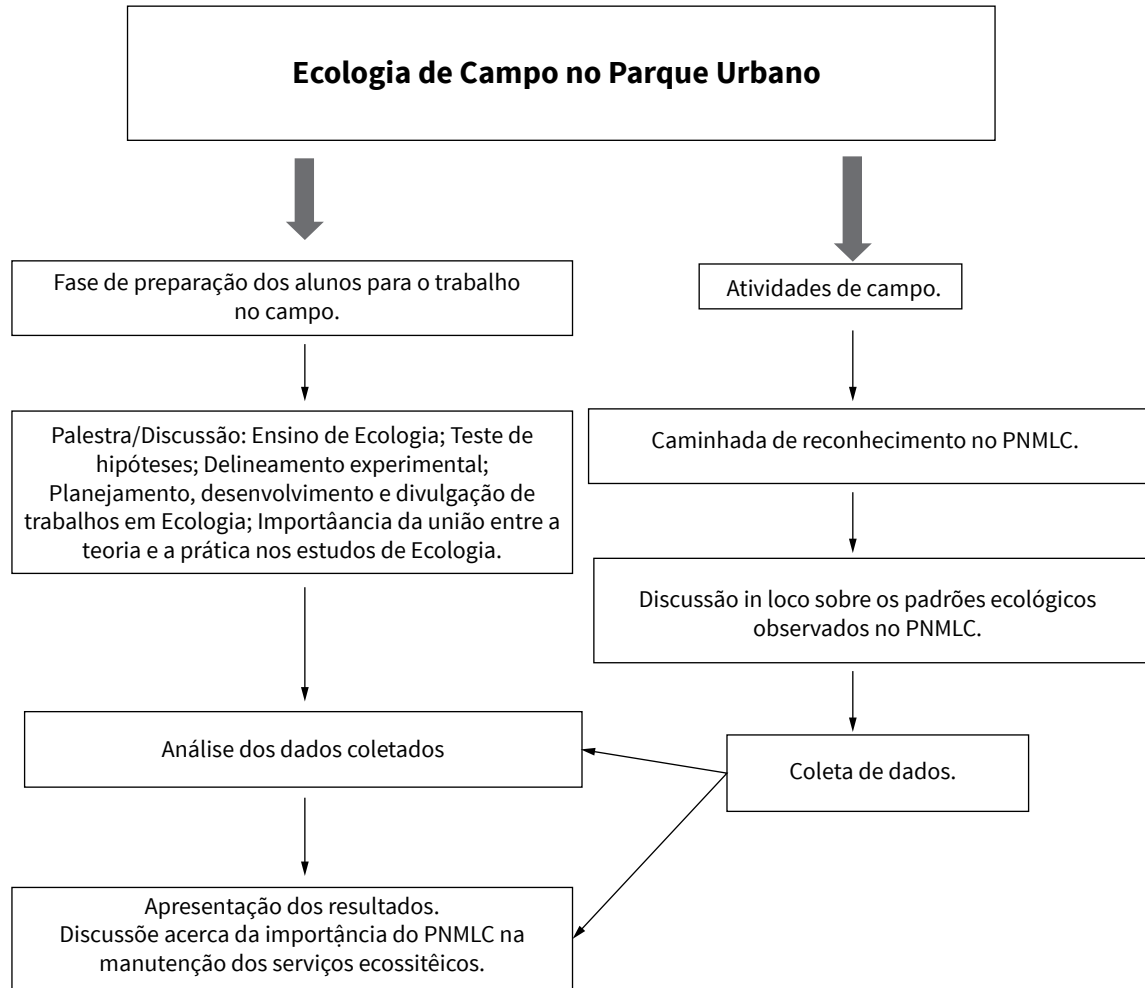 Ecologia de Campo no Parque Urbano
Fase de preparação dos alunos para o trabalho
no campo.
Palestra/Discussão: Ensino de Ecologia; Teste de
hipóteses; Delineamento experimental;
Planejamento, desenvolvimento e divulgação de
trabalhos em Ecologia; Importâancia da união entre a
teoria e a prática nos estudos de Ecologia.
Análise dos dados coletados
Apresentação dos resultados.
Discussõe acerca da importậncia do PNMLC na
manutenção dos serviços ecossitêicos.
Atividades de campo.
Caminhada de reconhecimento no PNMLC.
Discussão in loco sobre os padrões ecológicos
observados no PNMLC.
Coleta de dados.